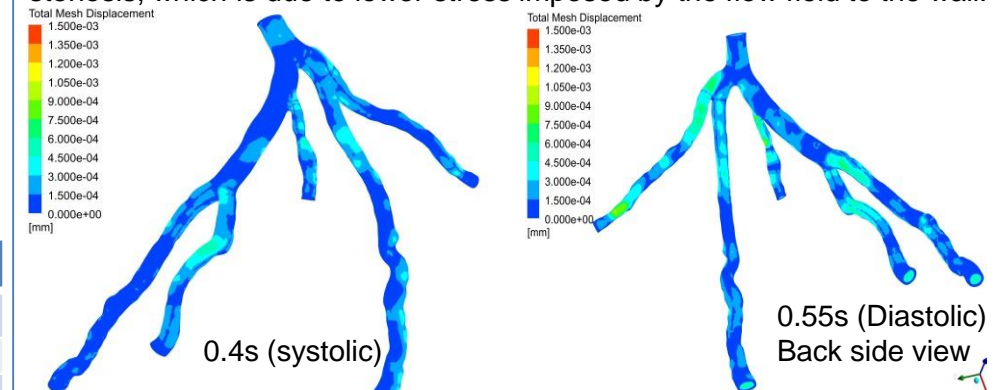 stenosis, which is due to lower stress imposed by the flow field to the wall.
Total Mesh Displacement
1.500e-03
1.350e-03
1.200e-03
1.050e-03
9.000e-04
7.500e-04
6.000e-04
4.500e-04
3.000e-04
1.500e-04
0.000e+00
[mm]
0.4s (systolic)
Total Mesh Displacement
1.500e-03
1.350e-03
1.200e-03
1.050e-03
9.000e-04
7.500e-04
6.000e-04
4.500e-04
3.000e-04
1.500e-04
0.000e+00
[mm]
0.55s (Diastolic)
Back side view